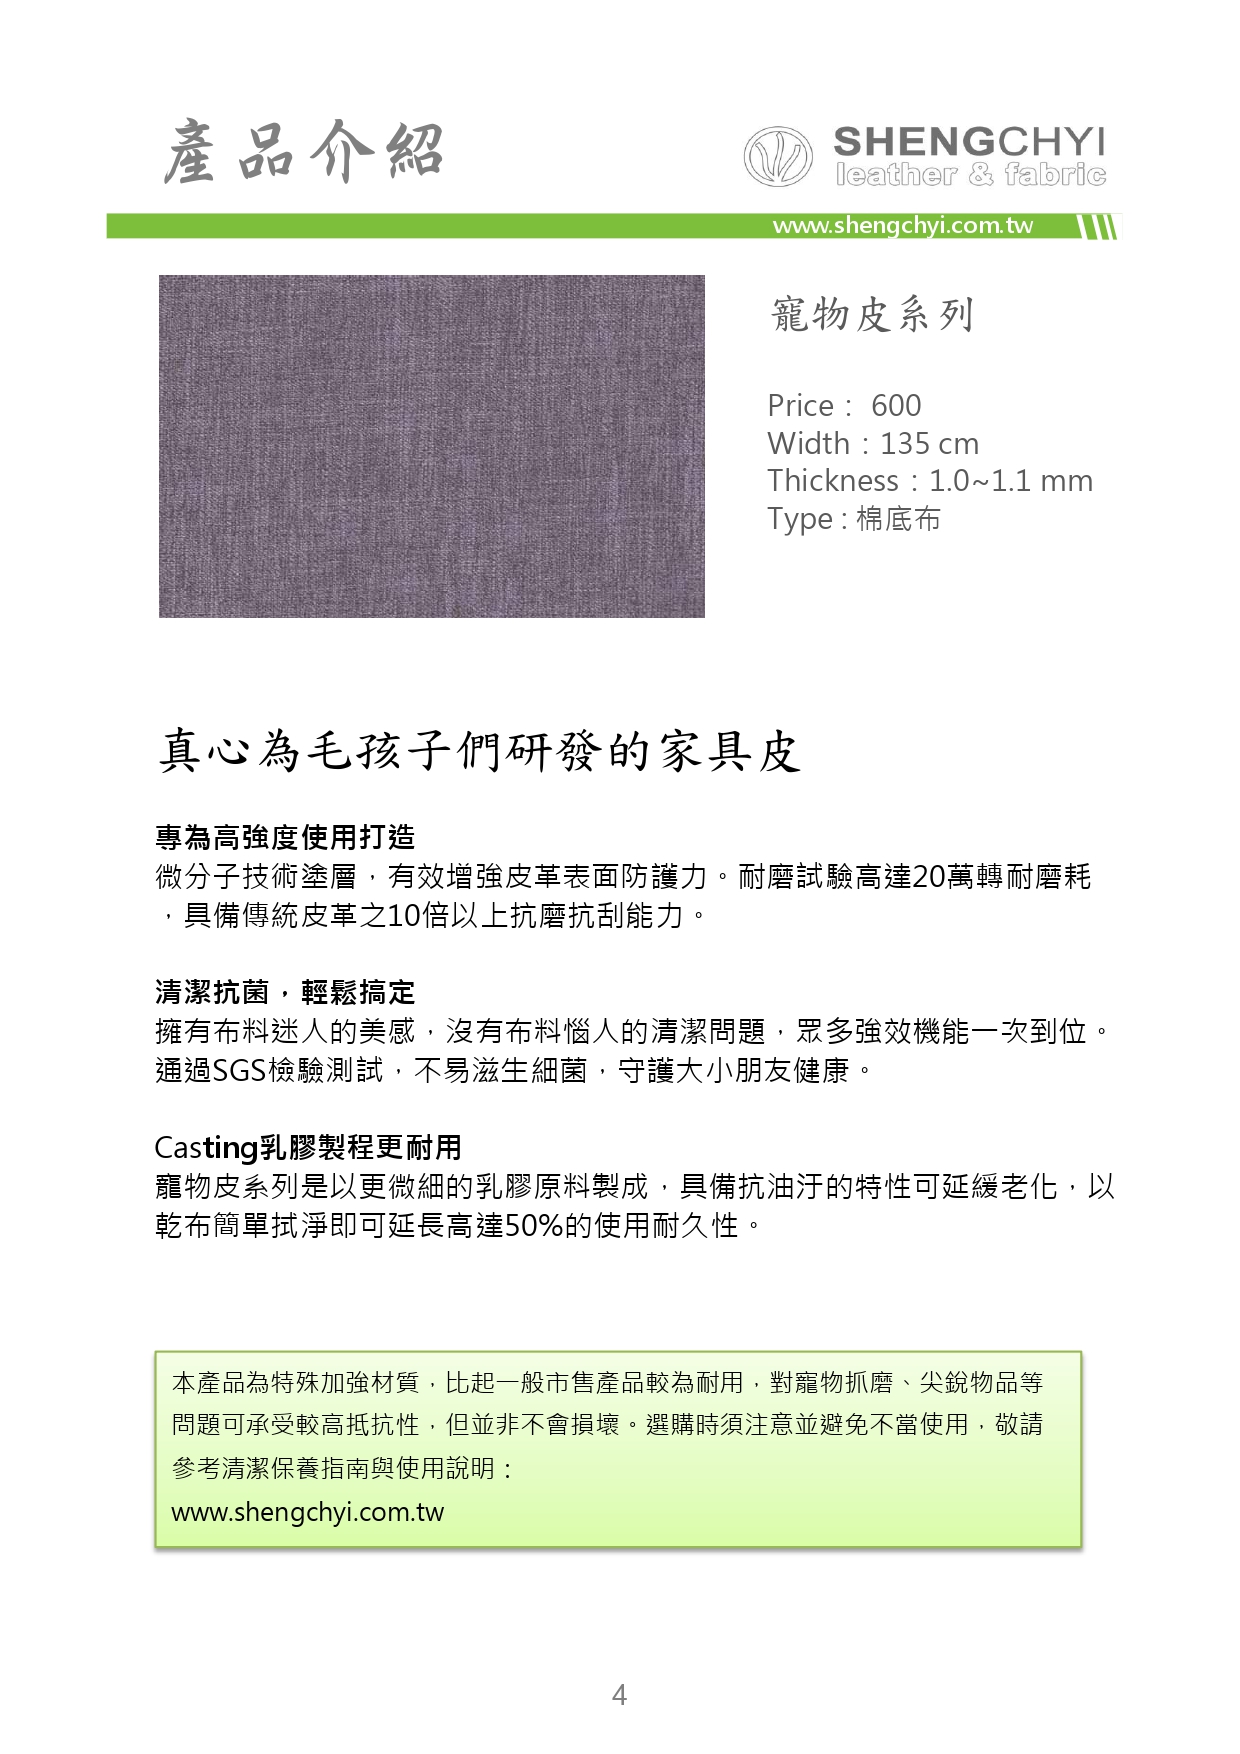 產品介紹
SHENGCHYI
leather & fabric
www.shengchyi.com.tw
寵物皮系列
Price： 600
Width：135 cm
Thickness：1.0~1.1 mm
Type : 棉底布
真心為毛孩子們研發的家具皮
專為高強度使用打造
微分子技術塗層，有效增強皮革表面防護力。耐磨試驗高達20萬轉耐磨耗
，具備傳統皮革之10倍以上抗磨抗刮能力。
清潔抗菌，輕鬆搞定
擁有布料迷人的美感，沒有布料惱人的清潔問題，眾多強效機能一次到位。
通過SGS檢驗測試，不易滋生細菌，守護大小朋友健康。
Casting乳膠製程更耐用
寵物皮系列是以更微細的乳膠原料製成，具備抗油汙的特性可延緩老化，以
乾布簡單拭淨即可延長高達50%的使用耐久性。
本產品為特殊加強材質，比起一般市售產品較為耐用，對寵物抓磨、尖銳物品等
問題可承受較高抵抗性，但並非不會損壞。選購時須注意並避免不當使用，敬請
參考清潔保養指南與使用說明：
www.shengchyi.com.tw
4